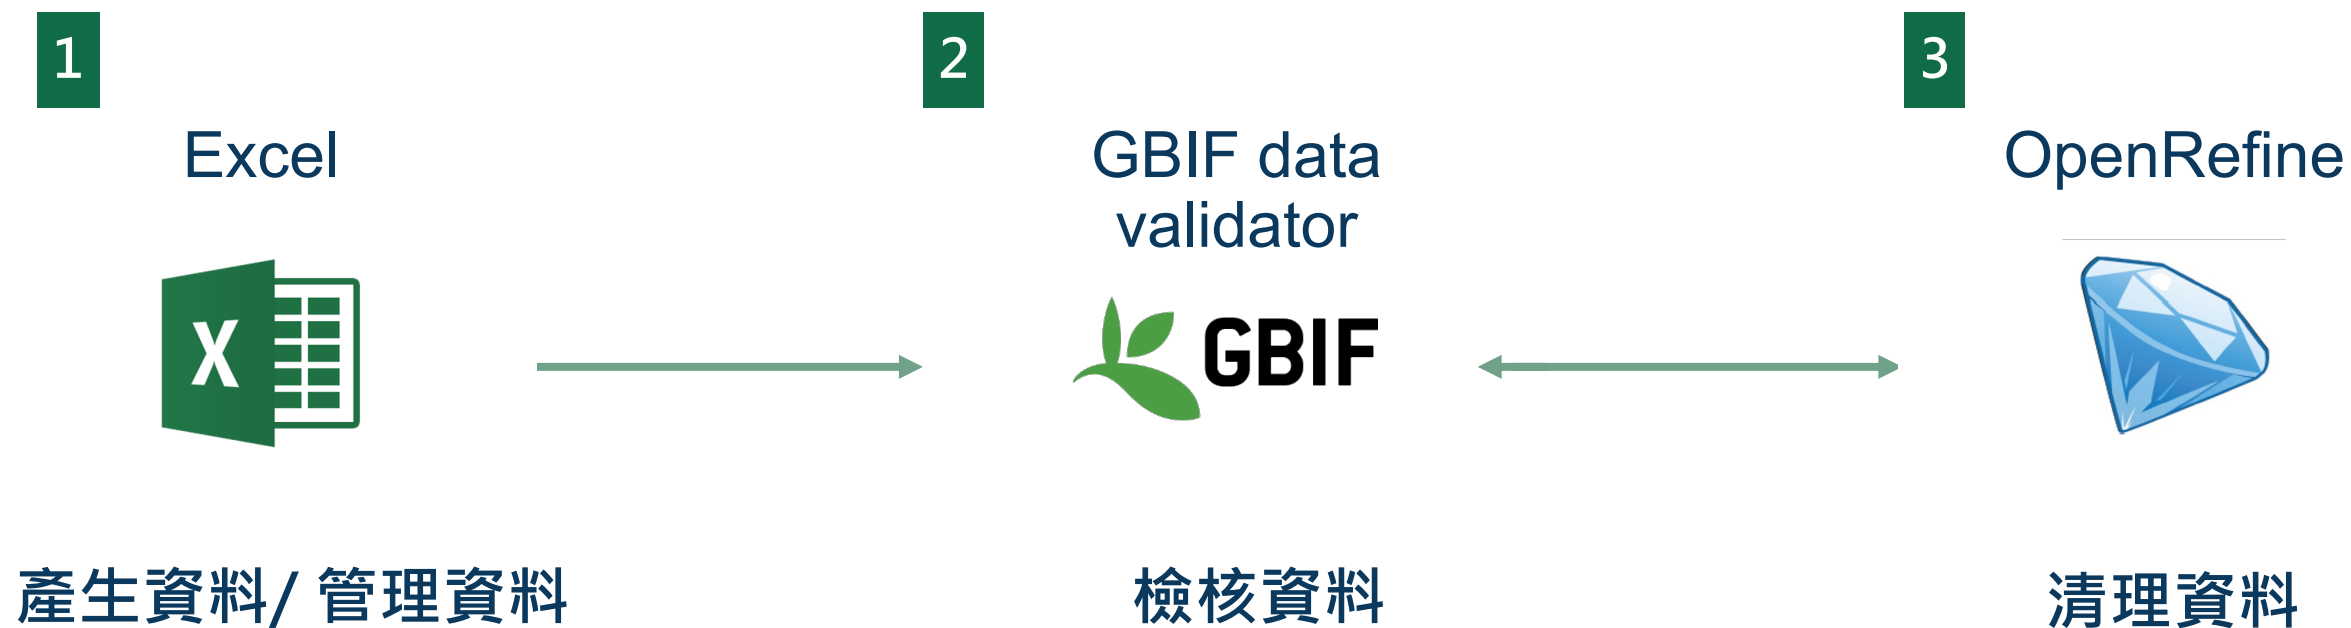 1
Excel
X
產生資料/ 管理資料
2
GBIF data
validator
GBIF
檢核資料
3
OpenRefine
清理資料